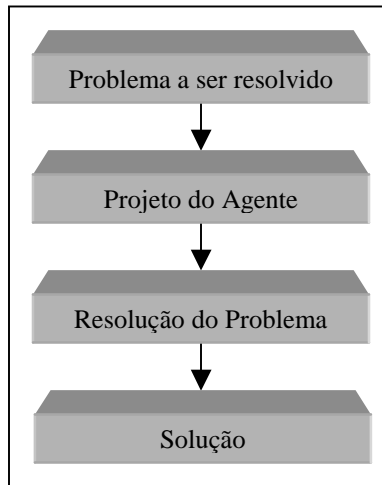 Problema a ser resolvido
Projeto do Agente
Resolução do Problema
Solução